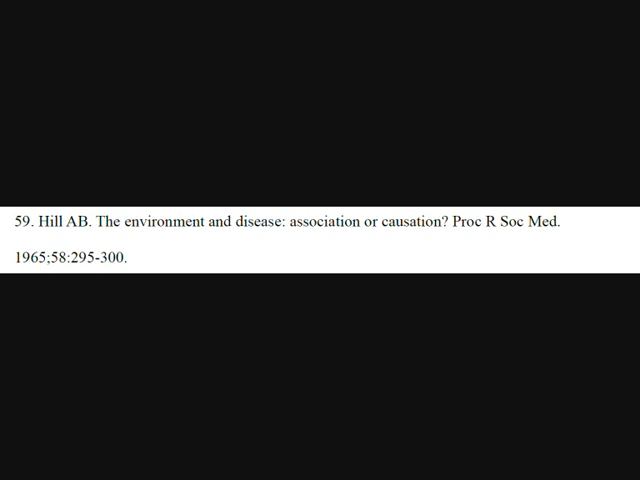 59. Hill AB. The environment and disease: association or causation? Proc R Soc Med.
1965;58:295-300.